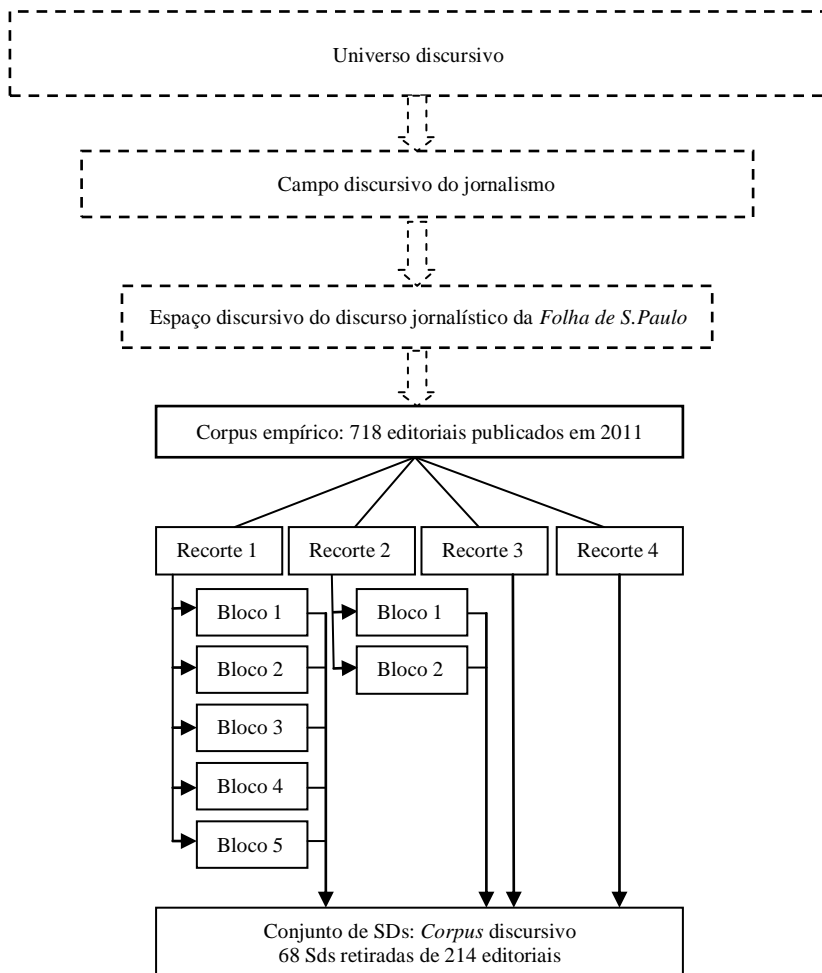 Universo discursivo
Campo discursivo do jornalismo
Espaço discursivo do discurso jornalístico da Folha de S.Paulo
Corpus empírico: 718 editoriais publicados em 2011
Recorte 1
Recorte 2
Recorte 3
Recorte 4
Bloco 1
Bloco 2
Bloco 3
Bloco 4
Bloco 5
Bloco 1
Bloco 2
Conjunto de SDs: Corpus discursivo
68 Sds retiradas de 214 editoriais